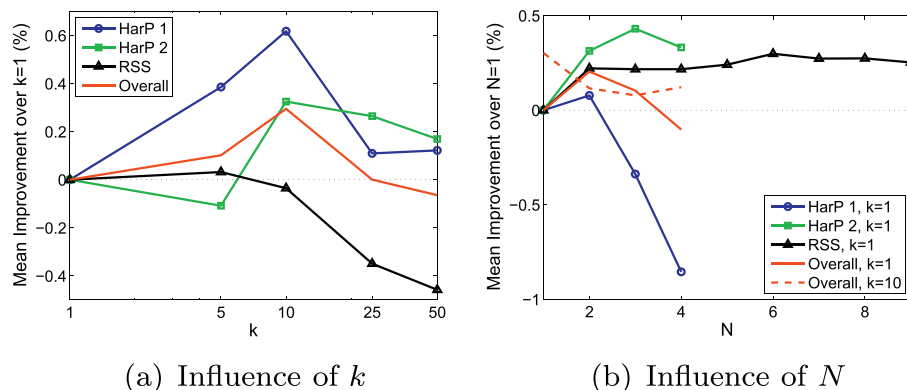 Mean Improvement over k=1 (%)
0.6
0.4
0.2
0
−0.2
−0.4
HarP 1
HarP 2
RSS
Overall
1 5 10 25 50
k
(a) Influence of k
Mean Improvement over N=1 (%)
0.5
0
−0.5
−1
HarP 1, k=1
HarP 2, k=1
RSS, k=1
Overall, k=1
Overall, k=10
2 4 6 8
N
(b) Influence of N